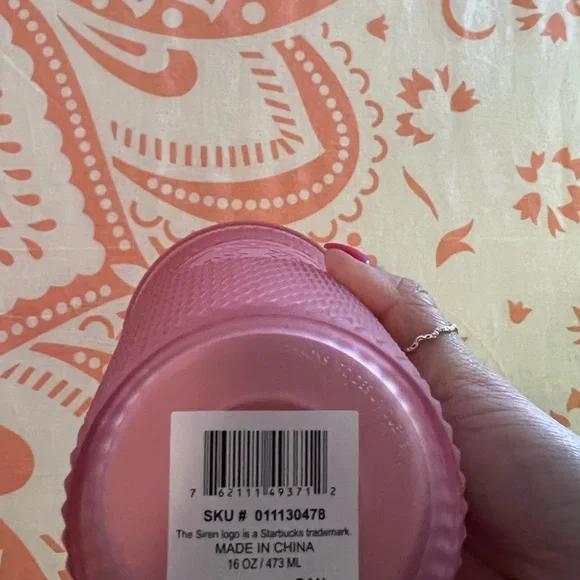 7 62111 49371 2
SKU # 011130478
The Siren logo is a Starbucks trademark.
MADE IN CHINA
16 OZ / 473 ML